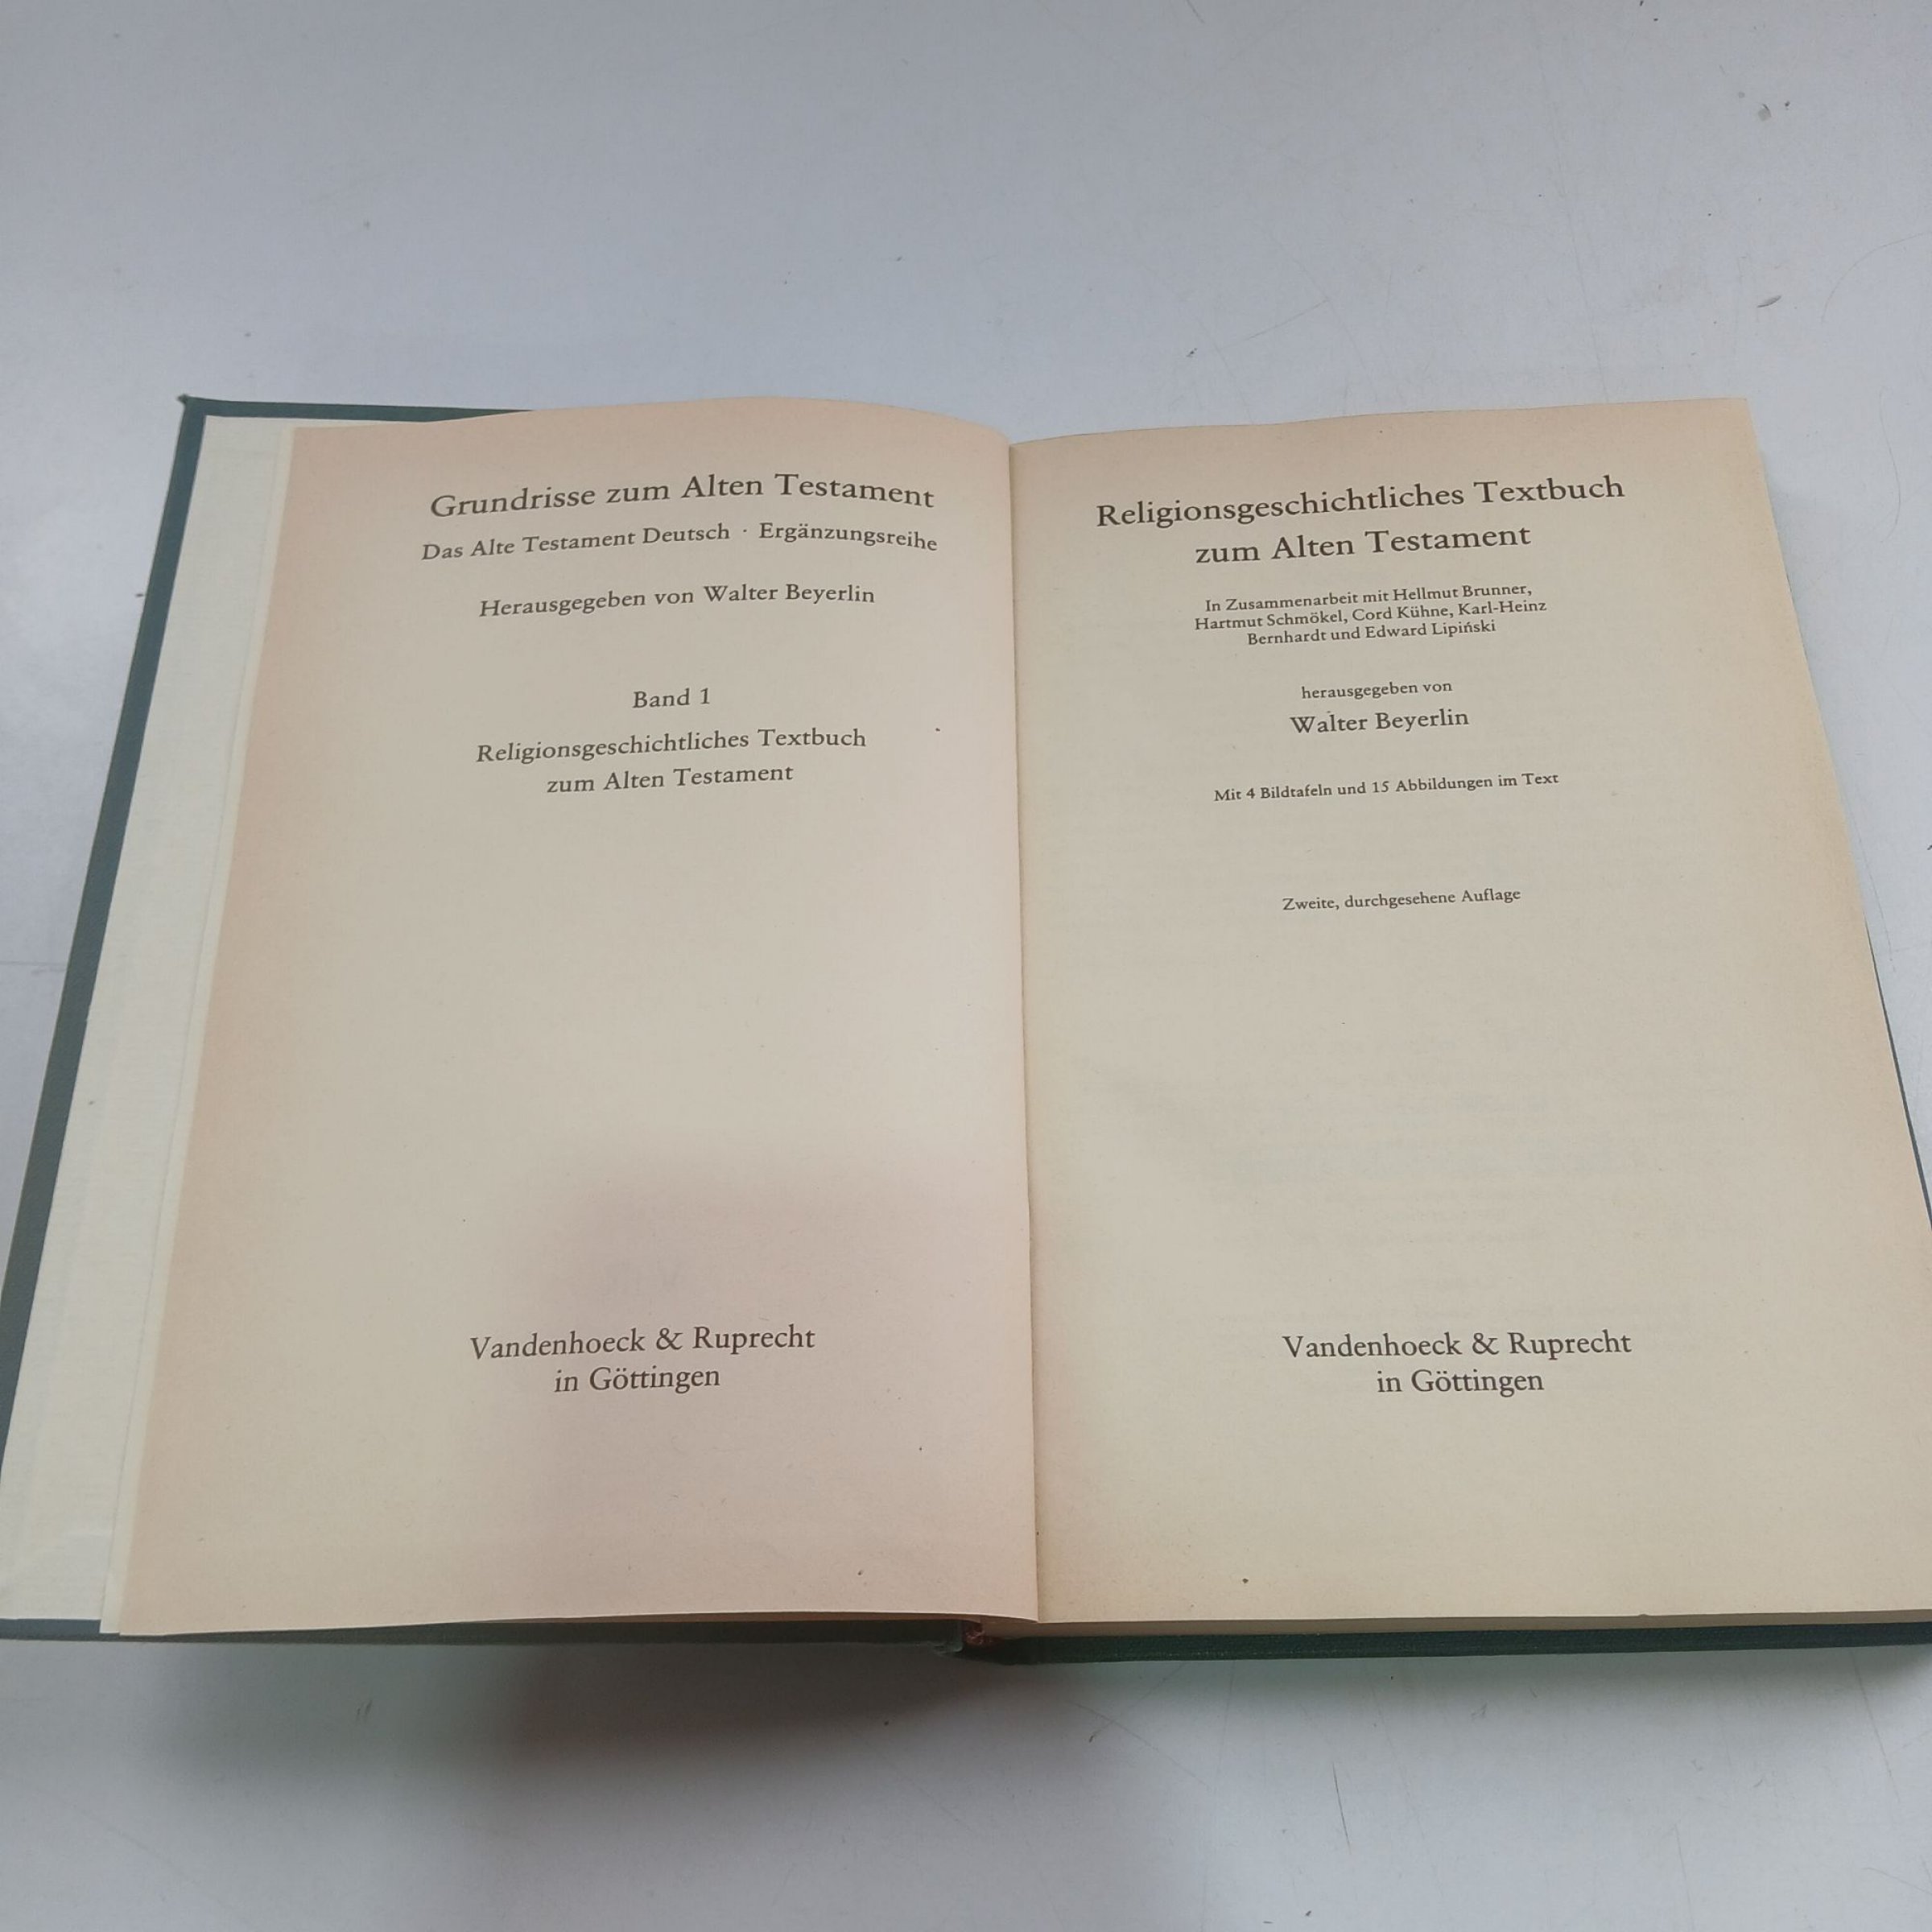 Grundrisse zum Alten Testament
Das Alte Testament Deutsch · Ergänzungsreihe
Herausgegeben von Walter Beyerlin
Band 1
Religionsgeschichtliches Textbuch
zum Alten Testament
Vandenhoeck & Ruprecht
in Göttingen
Religionsgeschichtliches Textbuch
zum Alten Testament
In Zusammenarbeit mit Hellmut Brunner,
Hartmut Schmökel, Cord Kühne, Karl-Heinz
Bernhardt und Edward Lipiński
herausgegeben von
Walter Beyerlin
Mit 4 Bildtafeln und 15 Abbildungen im Text
Zweite, durchgesehene Auflage
Vandenhoeck & Ruprecht
in Göttingen